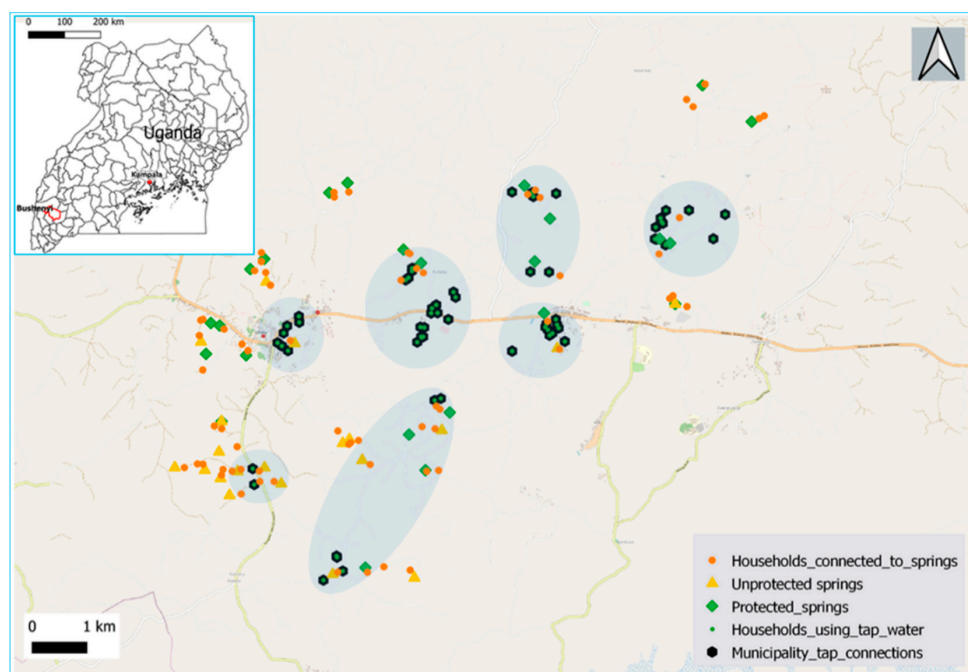 0 100 200 km
Uganda
Kampala
Bushenyi
Households_connected_to_springs
Unprotected springs
Protected_springs
Households_using_tap_water
Municipality_tap_connections
0 1 km